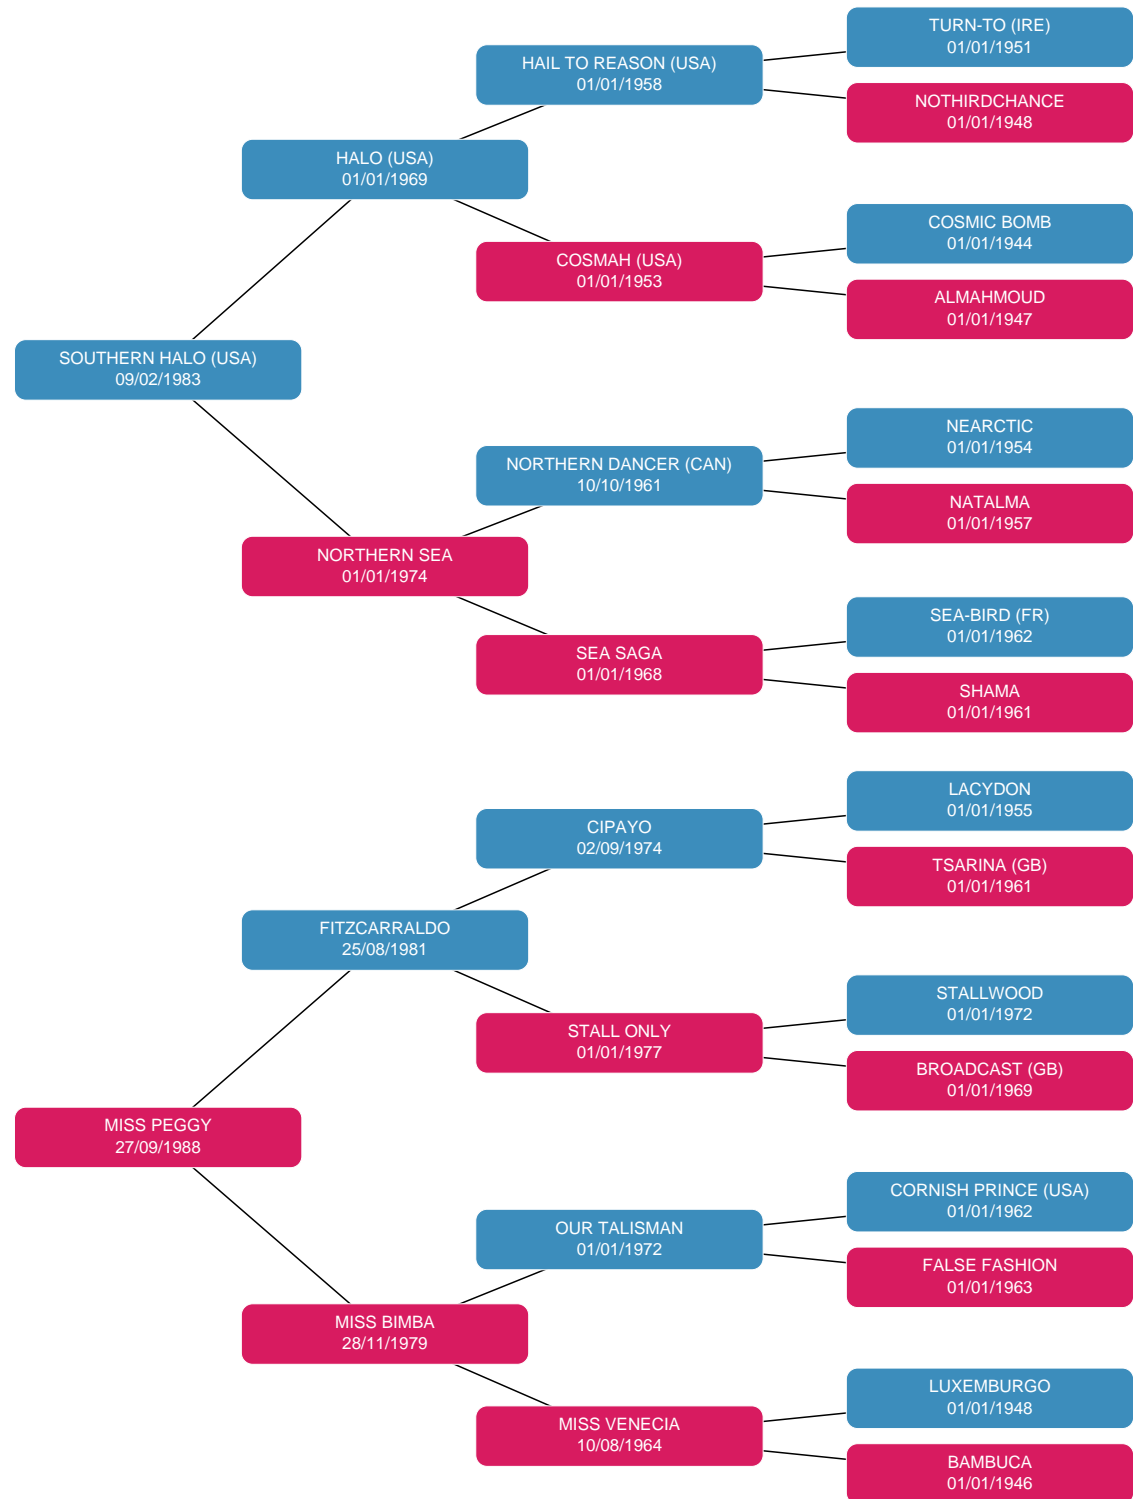 TURN-TO (IRE)
01/01/1951
HAIL TO REASON (USA)
01/01/1958
NOTHIRDCHANCE
01/01/1948
HALO (USA)
01/01/1969
COSMIC BOMB
01/01/1944
COSMAH (USA)
01/01/1953
ALMAHMOUD
01/01/1947
SOUTHERN HALO (USA)
09/02/1983
NEARCTIC
01/01/1954
NORTHERN DANCER (CAN)
10/10/1961
NATALMA
01/01/1957
NORTHERN SEA
01/01/1974
SEA-BIRD (FR)
01/01/1962
SEA SAGA
01/01/1968
SHAMA
01/01/1961
LACYDON
01/01/1955
CIPAYO
02/09/1974
TSARINA (GB)
01/01/1961
FITZCARRALDO
25/08/1981
STALLWOOD
01/01/1972
STALL ONLY
01/01/1977
BROADCAST (GB)
01/01/1969
MISS PEGGY
27/09/1988
CORNISH PRINCE (USA)
01/01/1962
OUR TALISMAN
01/01/1972
FALSE FASHION
01/01/1963
MISS BIMBA
28/11/1979
LUXEMBURGO
01/01/1948
MISS VENECIA
10/08/1964
BAMBUCA
01/01/1946